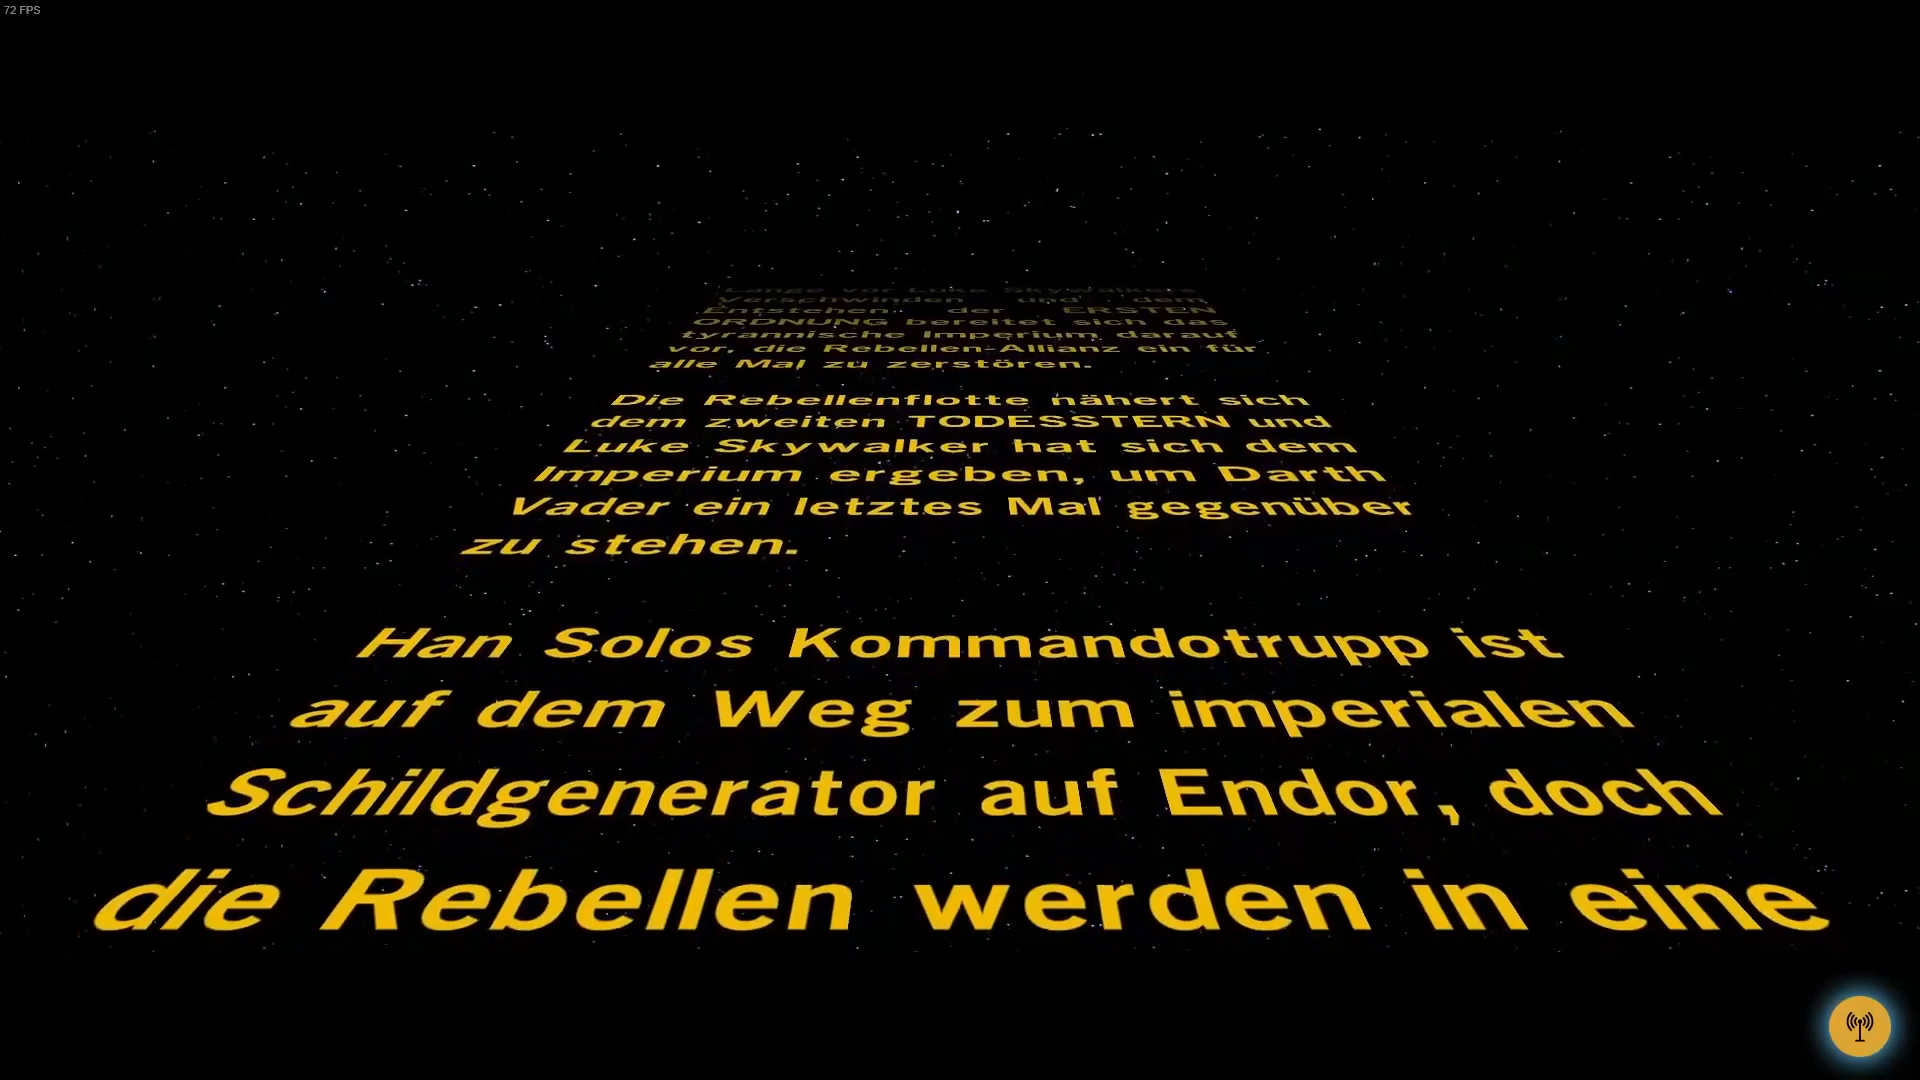 72 FPS
Lange vor Luke Skywalkers
Verschwinden und dem
Entstehen der ERSTEN
ORDNUNG bereitet sich das
tyrannische Imperium darauf
vor, die Rebellen-Allianz ein für
alle Mal zu zerstören.
Die Rebellenflotte nähert sich
dem zweiten TODESSTERN und
Luke Skywalker hat sich dem
Imperium ergeben, um Darth
Vader ein letztes Mal gegenüber
zu stehen.
Han Solos Kommandotrupp ist
auf dem Weg zum imperialen
Schildgenerator auf Endor, doch
die Rebellen werden in eine